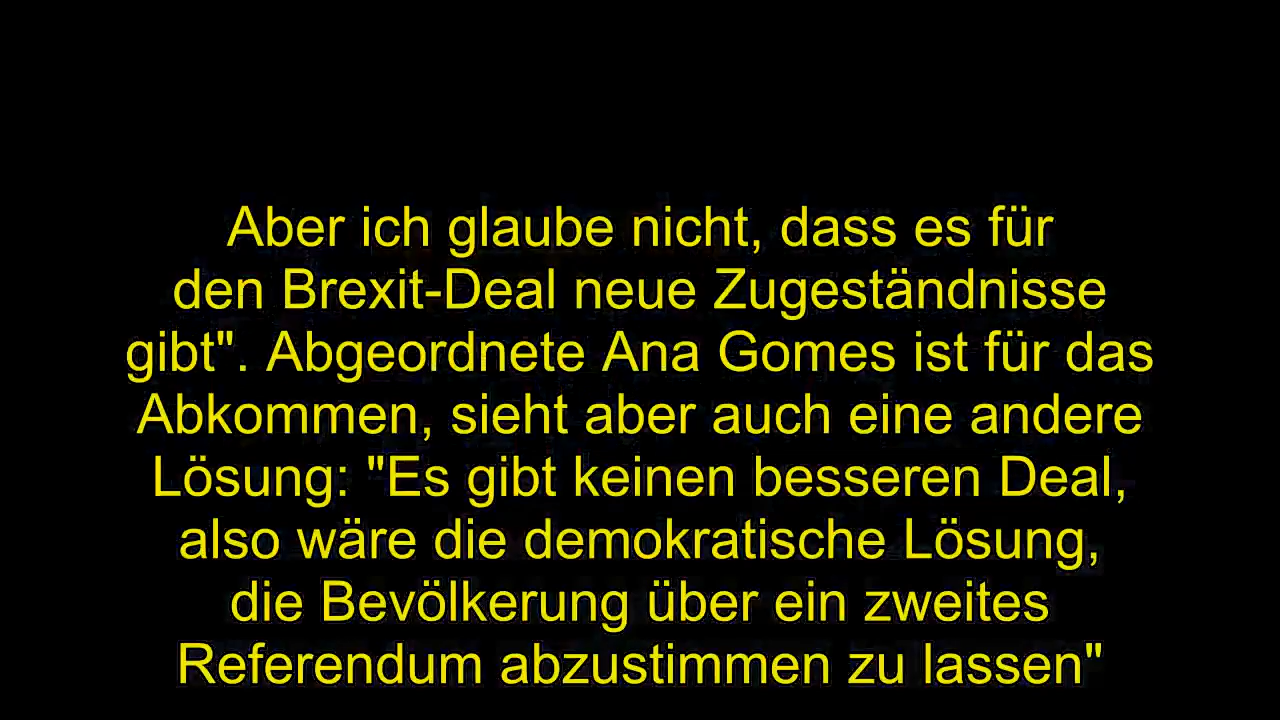 Aber ich glaube nicht, dass es für
den Brexit-Deal neue Zugeständnisse
gibt". Abgeordnete Ana Gomes ist für das
Abkommen, sieht aber auch eine andere
Lösung: "Es gibt keinen besseren Deal,
also wäre die demokratische Lösung,
die Bevölkerung über ein zweites
Referendum abzustimmen zu lassen"